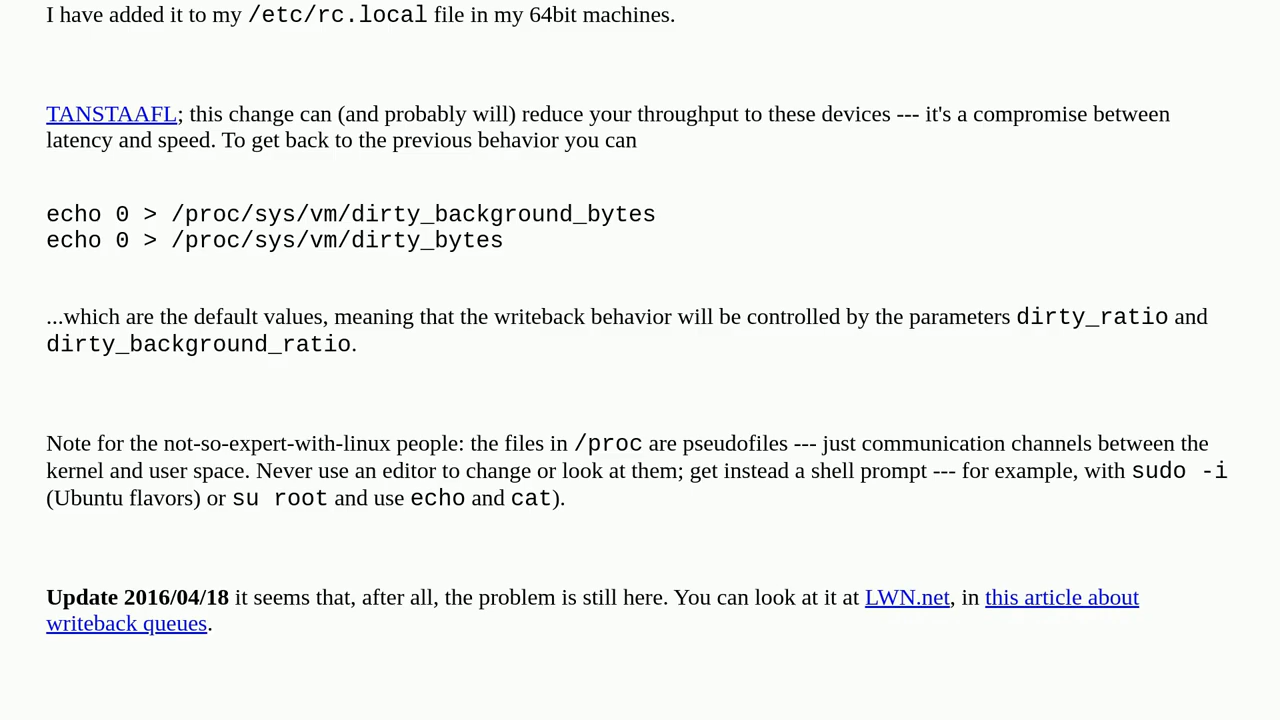 I have added it to my /etc/rc.local file in my 64bit machines.
TANSTAAFL; this change can (and probably will) reduce your throughput to these devices --- it's a compromise between
latency and speed. To get back to the previous behavior you can
echo 0 > /proc/sys/vm/dirty_background_bytes
echo 0 > /proc/sys/vm/dirty_bytes
...which are the default values, meaning that the writeback behavior will be controlled by the parameters dirty_ratio and
dirty_background_ratio.
Note for the not-so-expert-with-linux people: the files in /proc are pseudofiles --- just communication channels between the
kernel and user space. Never use an editor to change or look at them; get instead a shell prompt --- for example, with sudo -i
(Ubuntu flavors) or su root and use echo and cat).
Update 2016/04/18 it seems that, after all, the problem is still here. You can look at it at LWN.net, in this article about
writeback queues.